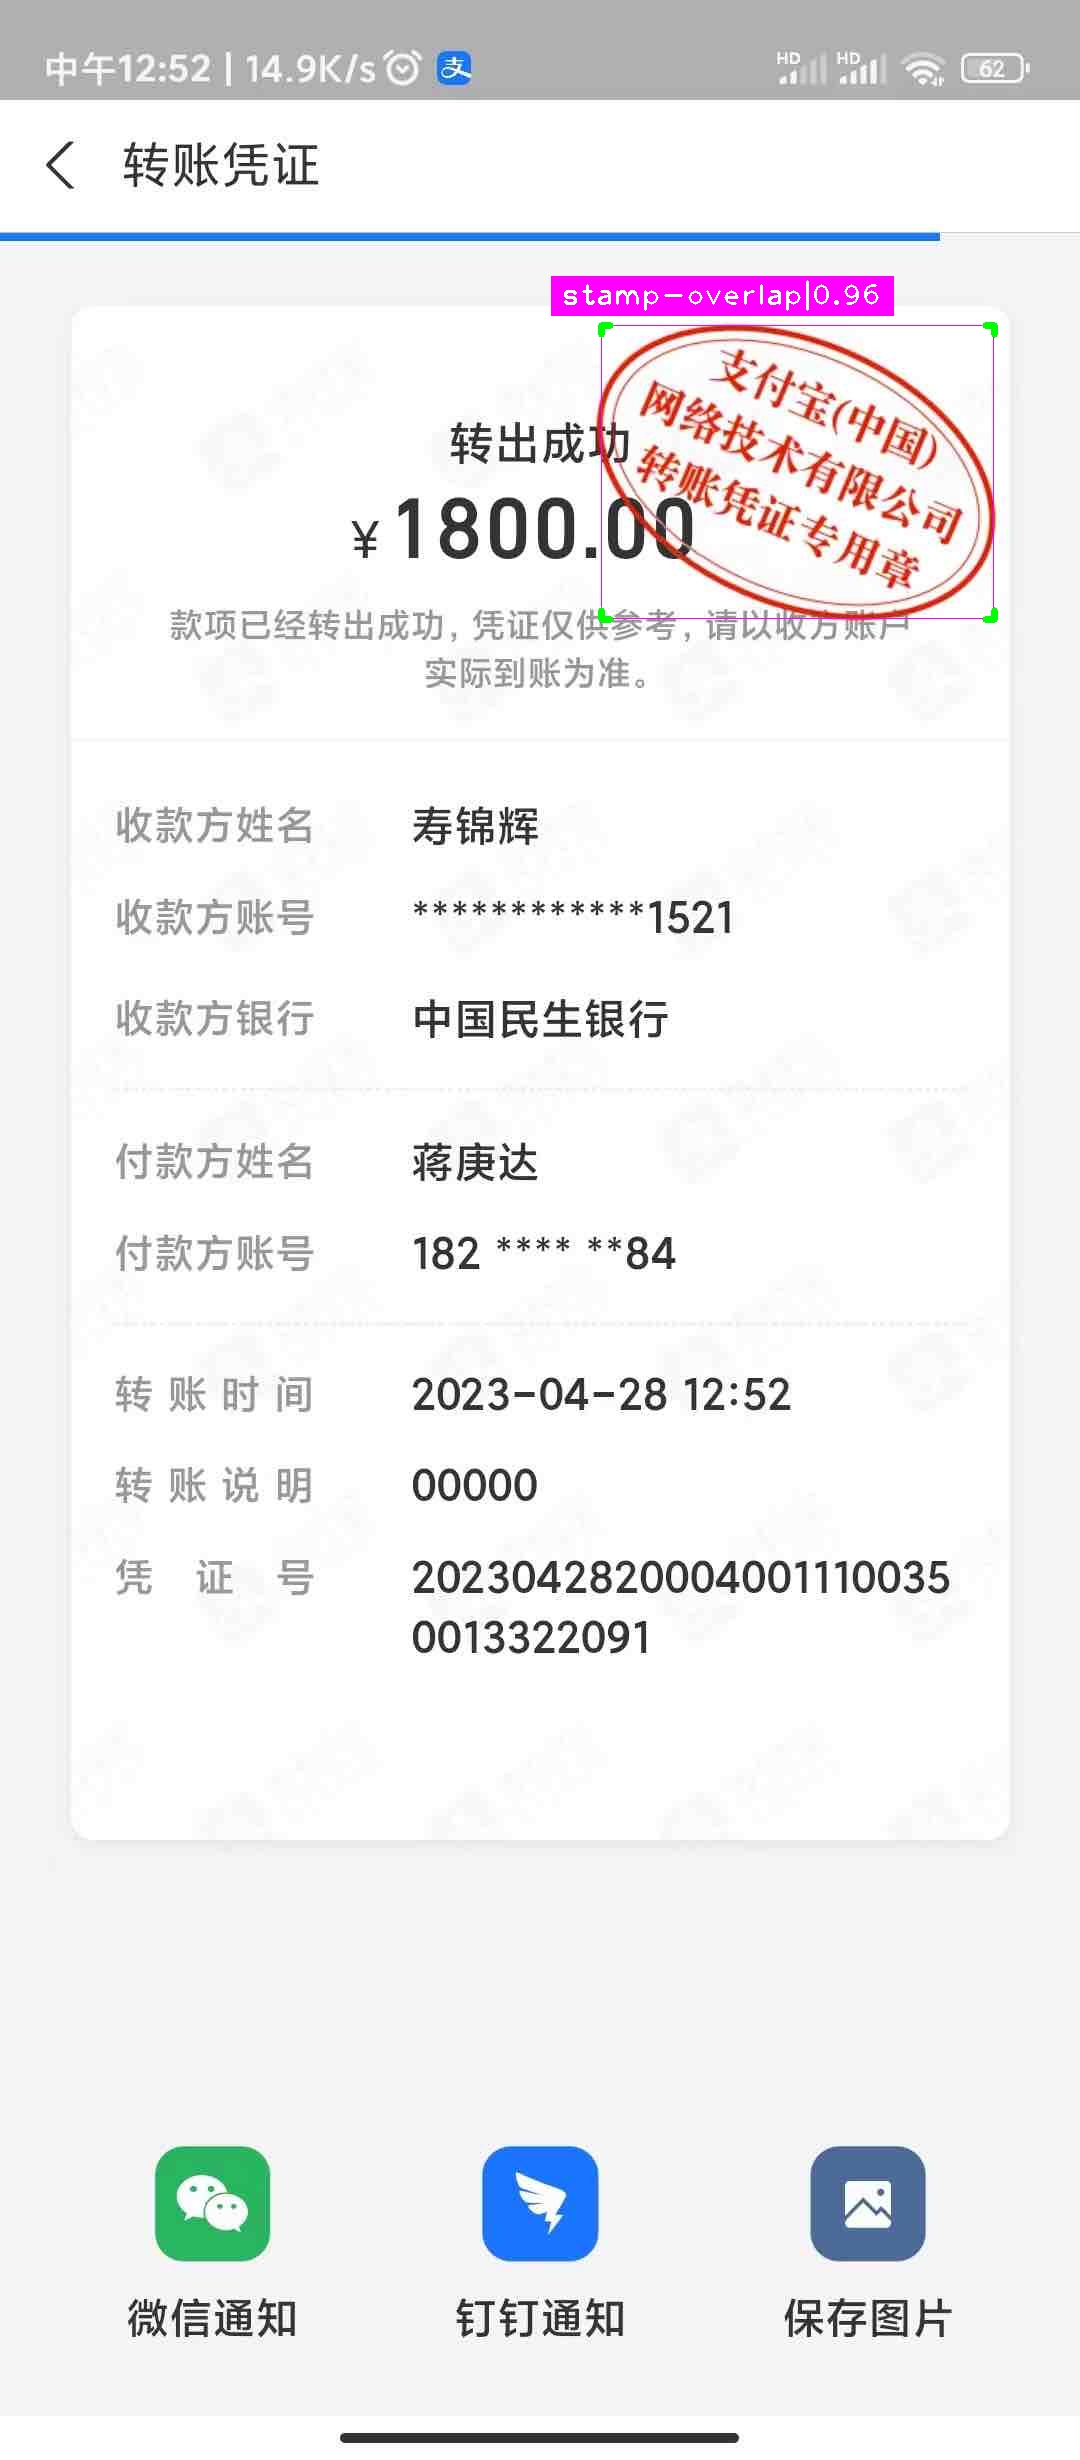 中午12:52 | 14.9K/s 支 HD HD 62
转账凭证
stamp-overlap|0.96
支付宝(中国)
网络技术有限公司
转账凭证专用章
转出成功
¥1800.00
款项已经转出成功，凭证仅供参考，请以收方账户
实际到账为准。
收款方姓名 寿锦辉
收款方账号 ************1521
收款方银行 中国民生银行
付款方姓名 蒋庚达
付款方账号 182 **** **84
转账时间 2023-04-28 12:52
转账说明 00000
凭证号 2023042820004001110035
0013322091
微信通知 钉钉通知 保存图片